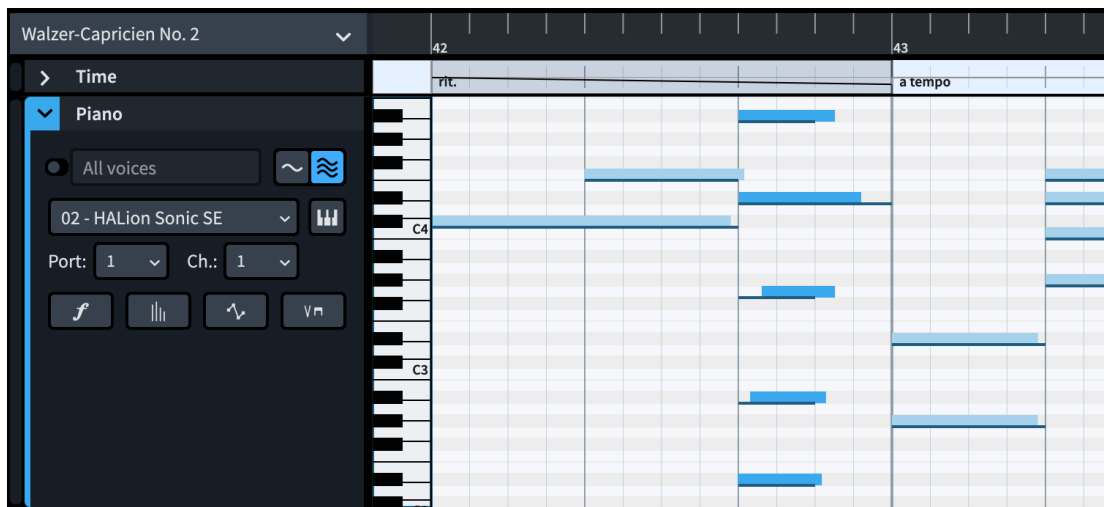 Walzer-Capricien No. 2
42
43
Time
rit.
a tempo
Piano
All voices
02 - HALion Sonic SE
C4
Port: 1
Ch.: 1
f
V
C3